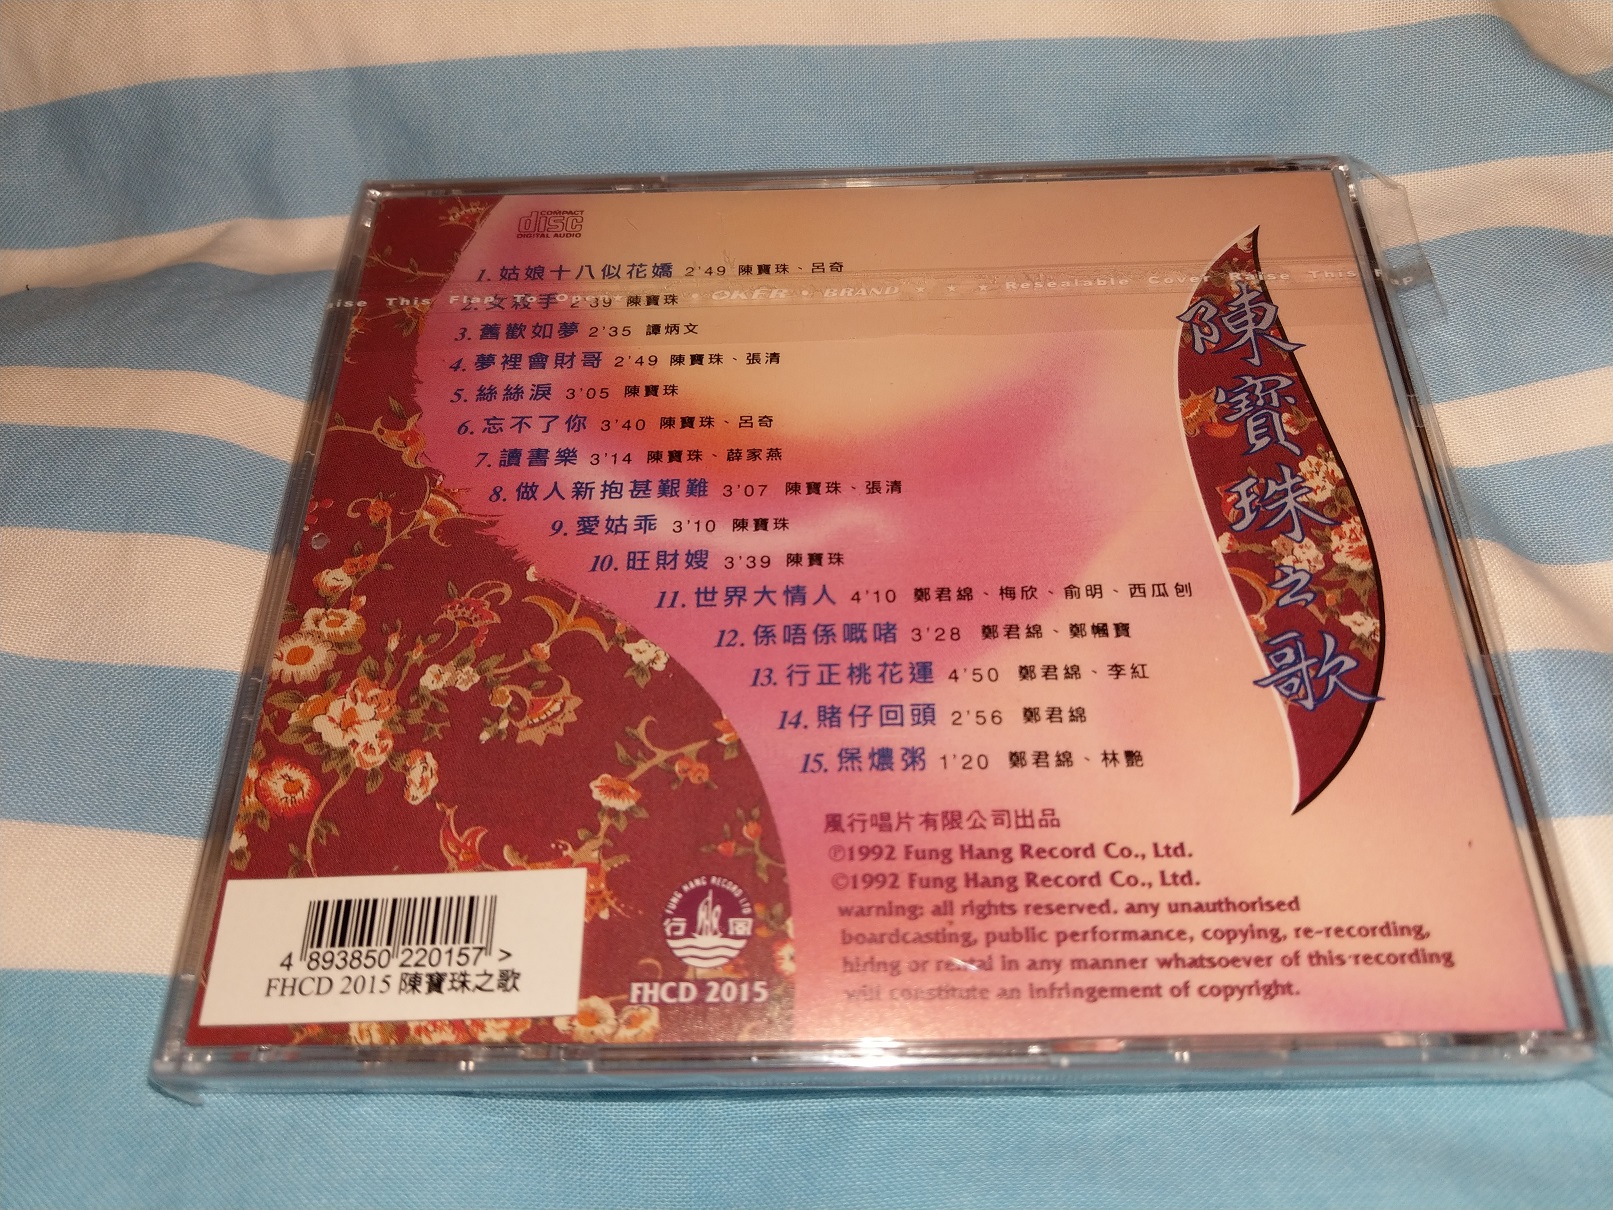 COMPACT
disc
DIGITAL AUDIO
1. 姑娘十八似花嬌 2'49 陳寶珠、呂奇
aise This Flap To Open ★ OKER • BRAND ★ ★ ★ Resealable Cover Raise This Flap
2. 女殺手 2'39 陳寶珠
3. 舊歡如夢 2'35 譚炳文
4. 夢裡會財哥 2'49 陳寶珠、張清
5. 絲絲淚 3'05 陳寶珠
6. 忘不了你 3'40 陳寶珠、呂奇
7. 讀書樂 3'14 陳寶珠、薛家燕
8. 做人新抱甚艱難 3'07 陳寶珠、張清
9. 愛姑乖 3'10 陳寶珠
10. 旺財嫂 3'39 陳寶珠
11. 世界大情人 4'10 鄭君綿、梅欣、俞明、西瓜刨
12. 係唔係嘅啫 3'28 鄭君綿、鄭幗寶
13. 行正桃花運 4'50 鄭君綿、李紅
14. 賭仔回頭 2'56 鄭君綿
15. 煲燶粥 1'20 鄭君綿、林艷
陳寶珠之歌
風行唱片有限公司出品
℗1992 Fung Hang Record Co., Ltd.
©1992 Fung Hang Record Co., Ltd.
warning: all rights reserved. any unauthorised
boardcasting, public performance, copying, re-recording,
hiring or rental in any manner whatsoever of this recording
will constitute an infringement of copyright.
FUNG HANG RECORD LTD
行 風
FHCD 2015
4 893850 220157 >
FHCD 2015 陳寶珠之歌